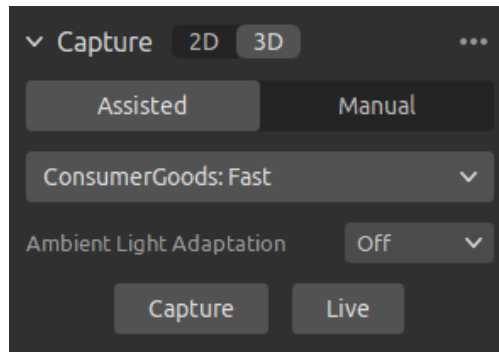 Capture 2D 3D
Assisted Manual
ConsumerGoods: Fast
Ambient Light Adaptation Off
Capture Live